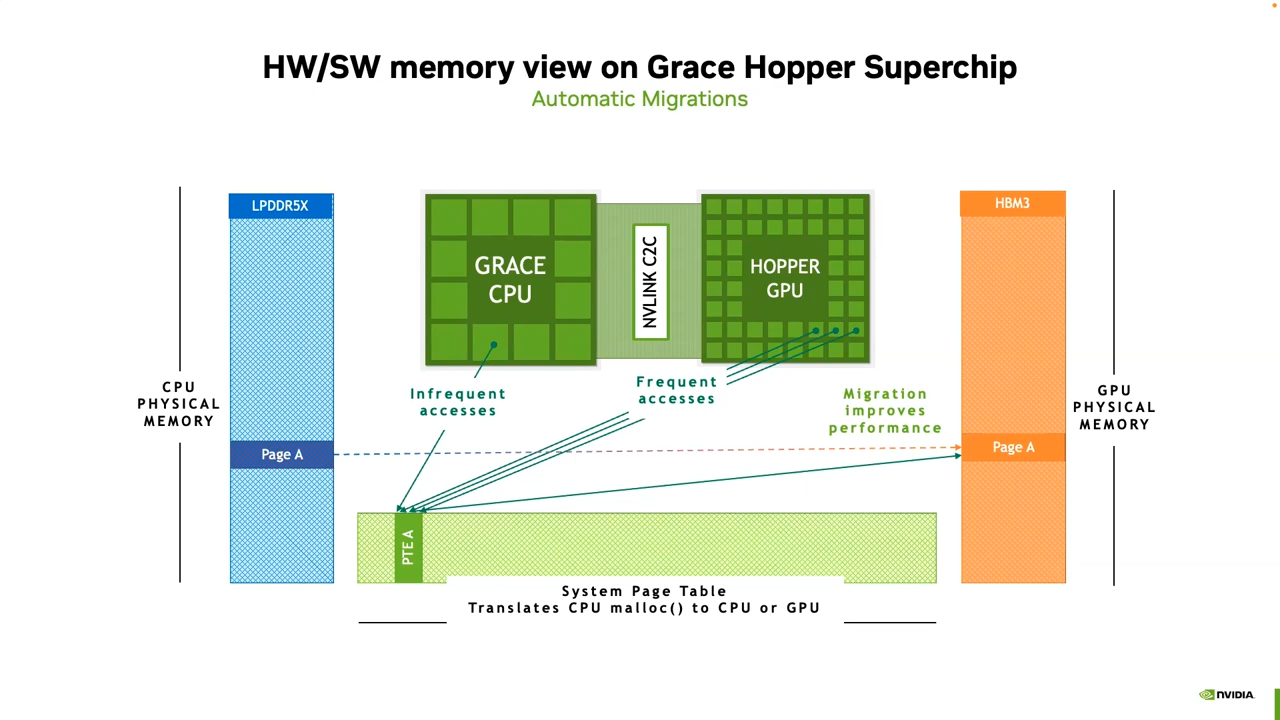 HW/SW memory view on Grace Hopper Superchip
Automatic Migrations
LPDDR5X
GRACE
CPU
NVLINK C2C
HOPPER
GPU
HBM3
CPU
PHYSICAL
MEMORY
Infrequent
accesses
Frequent
accesses
Migration
improves
performance
GPU
PHYSICAL
MEMORY
Page A
Page A
PTE A
System Page Table
Translates CPU malloc() to CPU or GPU
NVIDIA